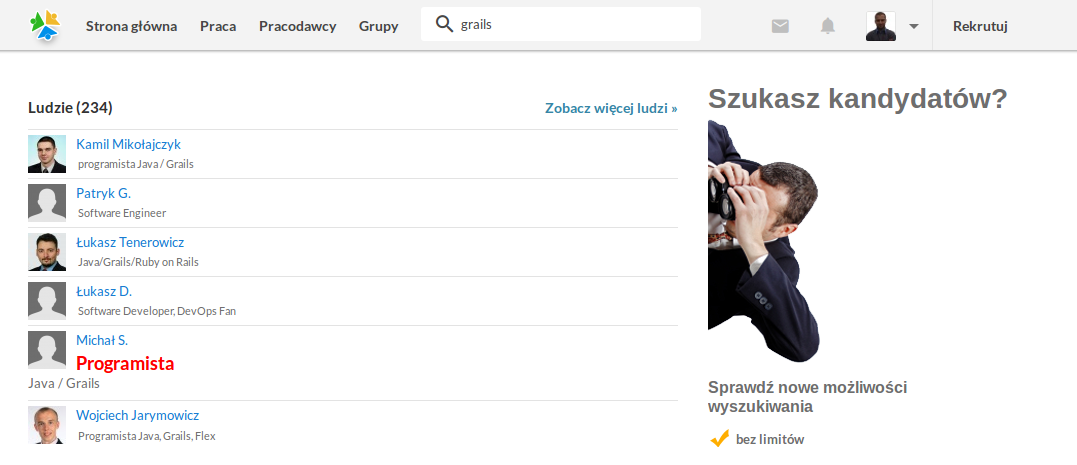 Strona główna Praca Pracodawcy Grupy grails Rekrutuj
Ludzie (234) Zobacz więcej ludzi »
Kamil Mikołajczyk
programista Java / Grails
Patryk G.
Software Engineer
Łukasz Tenerowicz
Java/Grails/Ruby on Rails
Łukasz D.
Software Developer, DevOps Fan
Michał S.
Programista
Java / Grails
Wojciech Jarymowicz
Programista Java, Grails, Flex
Szukasz kandydatów?
Sprawdź nowe możliwości
wyszukiwania
bez limitów